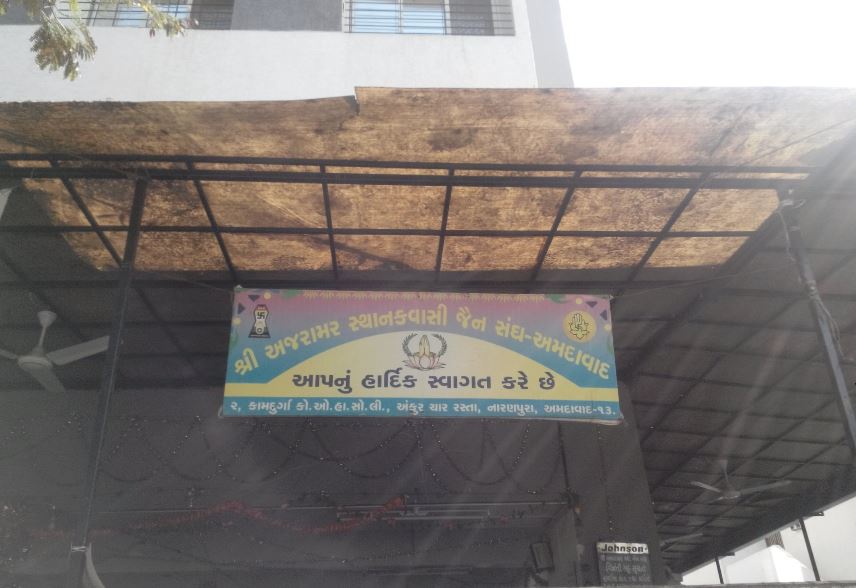 શ્રી અજરામર સ્થાનકવાસી જૈન સંઘ-અમદાવાદ
આપનું હાર્દિક સ્વાગત કરે છે
૨, કામદુર્ગા કો.ઓ.હા.સો.લી., અંકુર ચાર રસ્તા, નારણપુરા, અમદાવાદ-૧૩.
Johnson